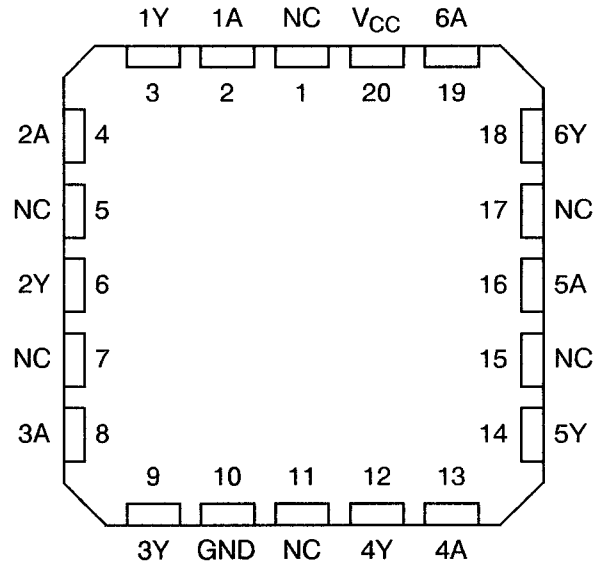 1Y 1A NC VCC 6A
3 2 1 20 19
2A 4 18 6Y
NC 5 17 NC
2Y 6 16 5A
NC 7 15 NC
3A 8 14 5Y
9 10 11 12 13
3Y GND NC 4Y 4A